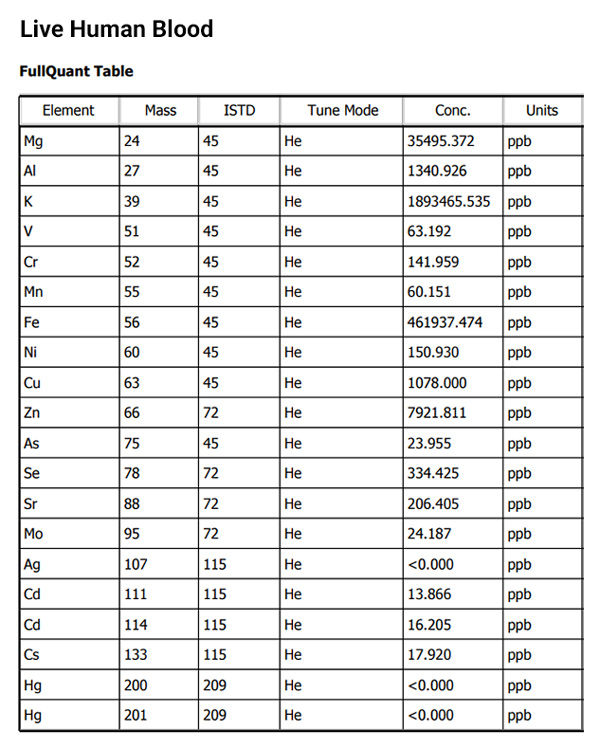 Live Human Blood
FullQuant Table
Element Mass ISTD Tune Mode Conc. Units
Mg 24 45 He 35495.372 ppb
Al 27 45 He 1340.926 ppb
K 39 45 He 1893465.535 ppb
V 51 45 He 63.192 ppb
Cr 52 45 He 141.959 ppb
Mn 55 45 He 60.151 ppb
Fe 56 45 He 461937.474 ppb
Ni 60 45 He 150.930 ppb
Cu 63 45 He 1078.000 ppb
Zn 66 72 He 7921.811 ppb
As 75 45 He 23.955 ppb
Se 78 72 He 334.425 ppb
Sr 88 72 He 206.405 ppb
Mo 95 72 He 24.187 ppb
Ag 107 115 He <0.000 ppb
Cd 111 115 He 13.866 ppb
Cd 114 115 He 16.205 ppb
Cs 133 115 He 17.920 ppb
Hg 200 209 He <0.000 ppb
Hg 201 209 He <0.000 ppb